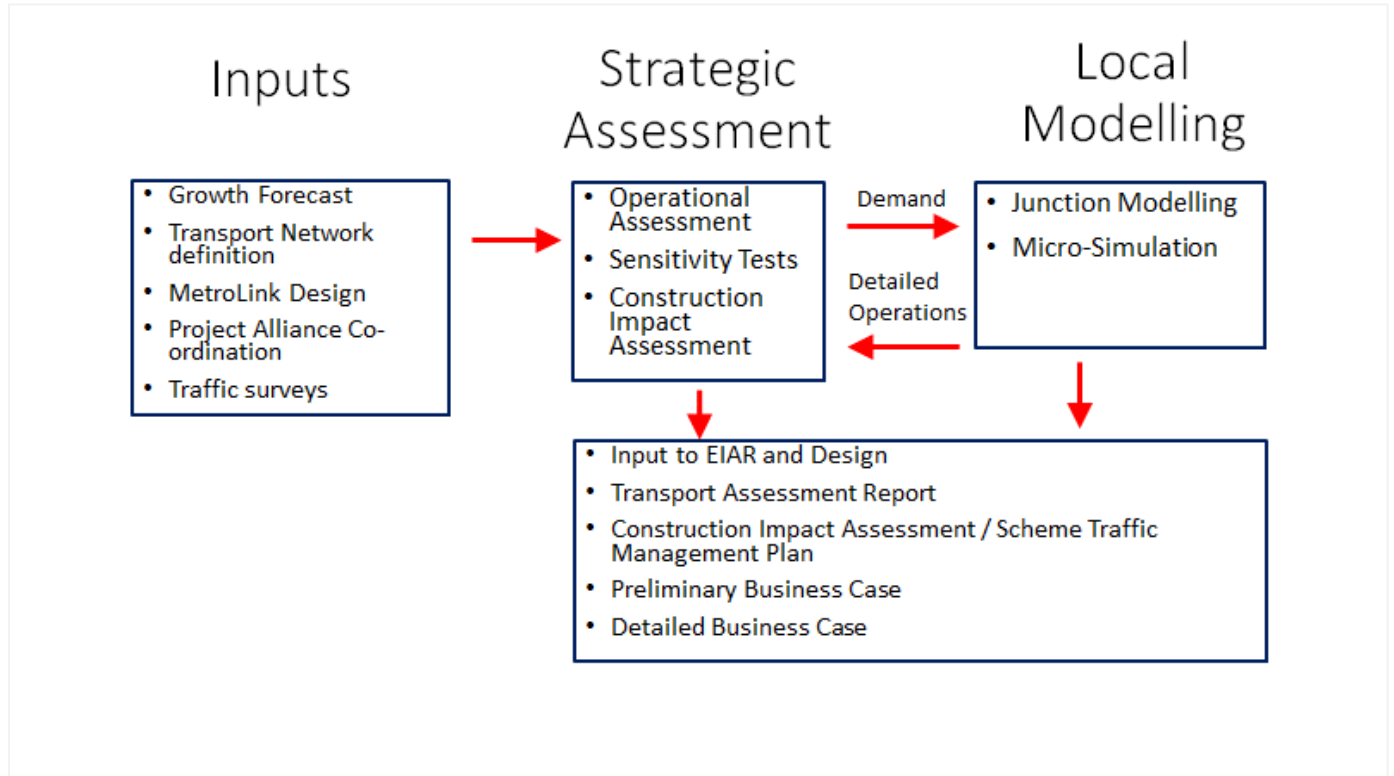 Inputs
Strategic
Assessment
Local
Modelling
• Growth Forecast
• Transport Network
definition
• MetroLink Design
• Project Alliance Co-
ordination
• Traffic surveys
• Operational
Assessment
• Sensitivity Tests
• Construction
Impact
Assessment
Demand
Detailed
Operations
• Junction Modelling
• Micro-Simulation
• Input to EIAR and Design
• Transport Assessment Report
• Construction Impact Assessment / Scheme Traffic
Management Plan
• Preliminary Business Case
• Detailed Business Case